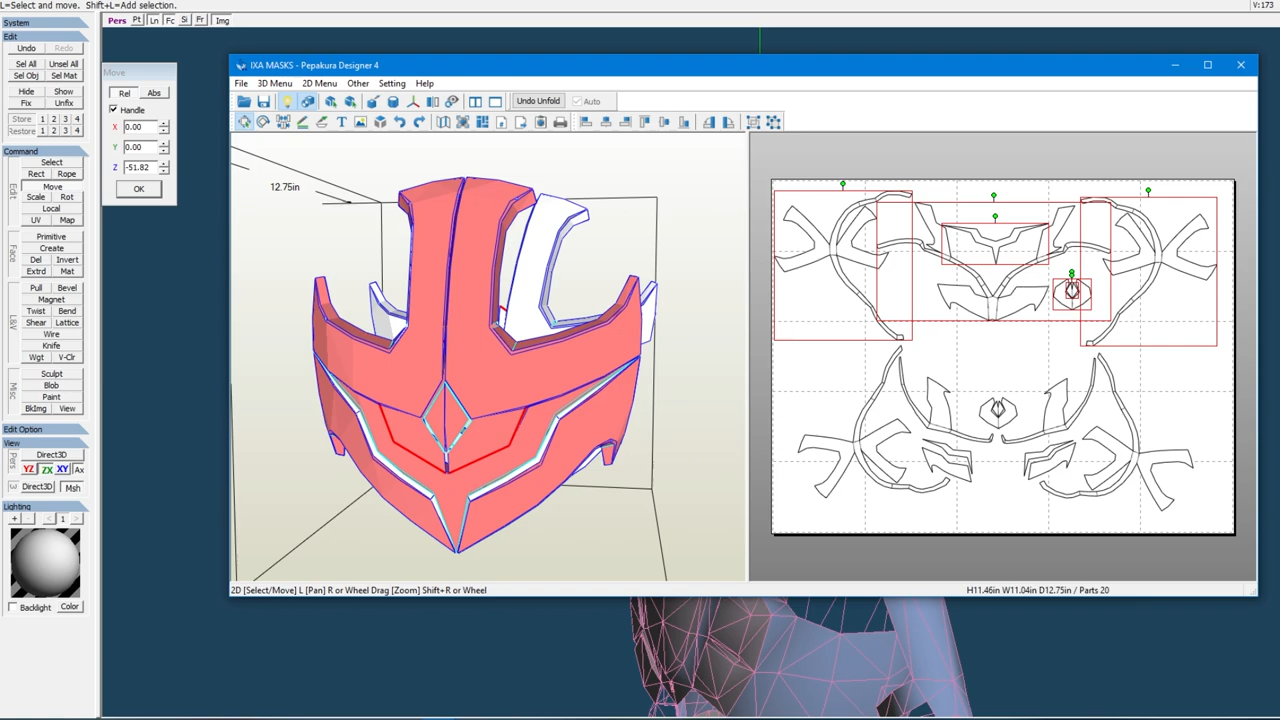 L=Select and move. Shift+L=Add selection.
V:173
System
Edit
Undo Redo
Sel All Unsel All
Sel Obj Sel Mat
Hide Show
Fix Unfix
Store 1 2 3 4
Restore 1 2 3 4
Command
Edit
Select
Rect Rope
Move
Scale Rot
Local
UV Map
Face
Primitive
Create
Del Invert
Extrd Mat
L&V
Pull Bevel
Magnet
Twist Bend
Shear Lattice
Wire
Knife
Wgt V-Clr
Misc
Sculpt
Blob
Paint
BkImg View
Edit Option
View
Pers
Direct3D
YZ ZX XY Ax
Direct3D Msh
Lighting
+ - < 1 >
Backlight Color
Pers Pt Ln Fc Si Fr Img
Move
Rel Abs
Handle
X 0.00
Y 0.00
Z -51.82
OK
IXA MASKS - Pepakura Designer 4
File 3D Menu 2D Menu Other Setting Help
Undo Unfold Auto
T
12.75in
2D [Select/Move] L [Pan] R or Wheel Drag [Zoom] Shift+R or Wheel
H11.46in W11.04in D12.75in / Parts 20